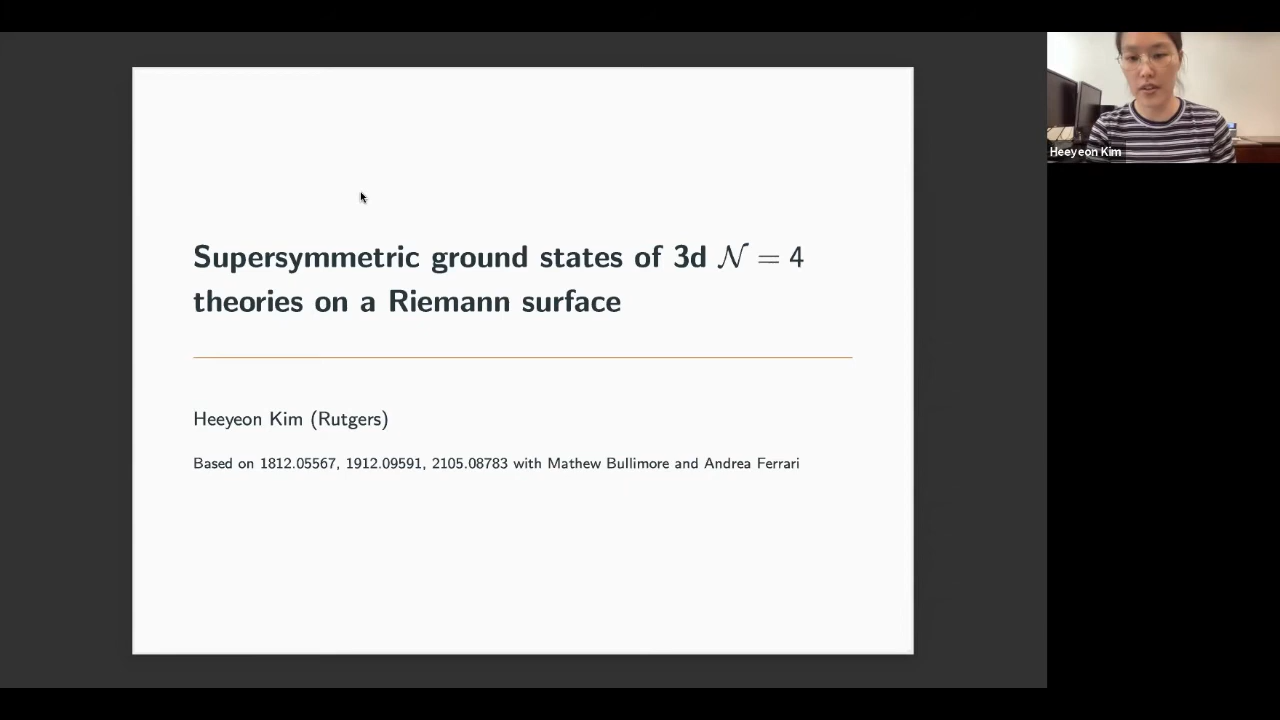 Supersymmetric ground states of 3d 𝒩 = 4
theories on a Riemann surface
Heeyeon Kim (Rutgers)
Based on 1812.05567, 1912.09591, 2105.08783 with Mathew Bullimore and Andrea Ferrari
Heeyeon Kim